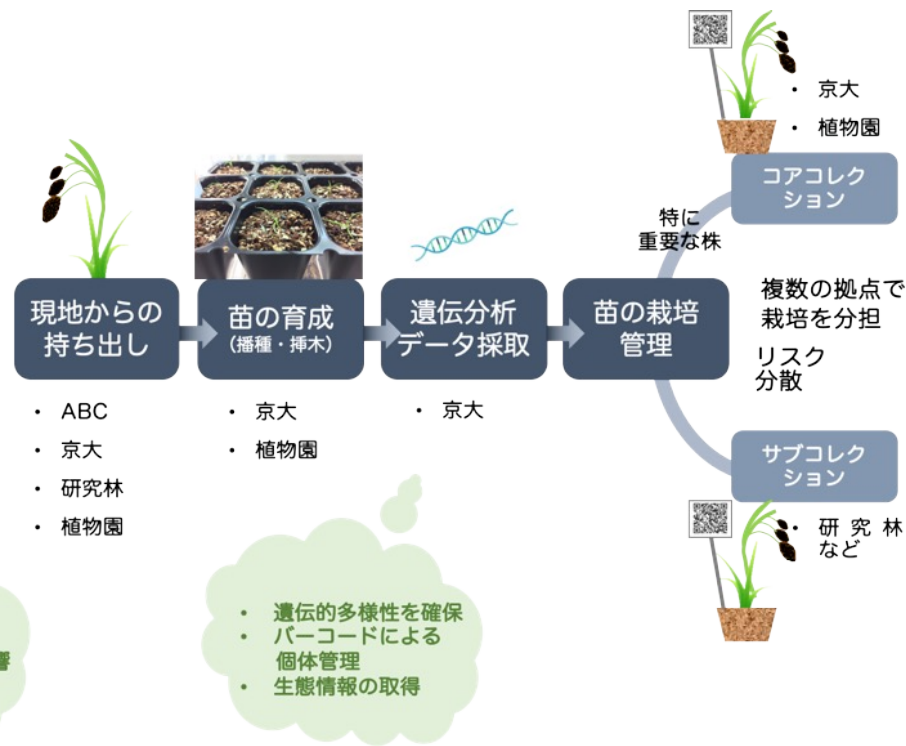 ・ 京大
・ 植物園
コアコレク
ション
特に
重要な株
現地からの
持ち出し
苗の育成
（播種・挿木）
遺伝分析
データ採取
苗の栽培
管理
複数の拠点で
栽培を分担
リスク
分散
・ ABC
・ 京大
・ 研究林
・ 植物園
・ 京大
・ 植物園
・ 京大
サブコレク
ション
・ 研究林
など
・ 遺伝的多様性を確保
・ バーコードによる
個体管理
・ 生態情報の取得
響